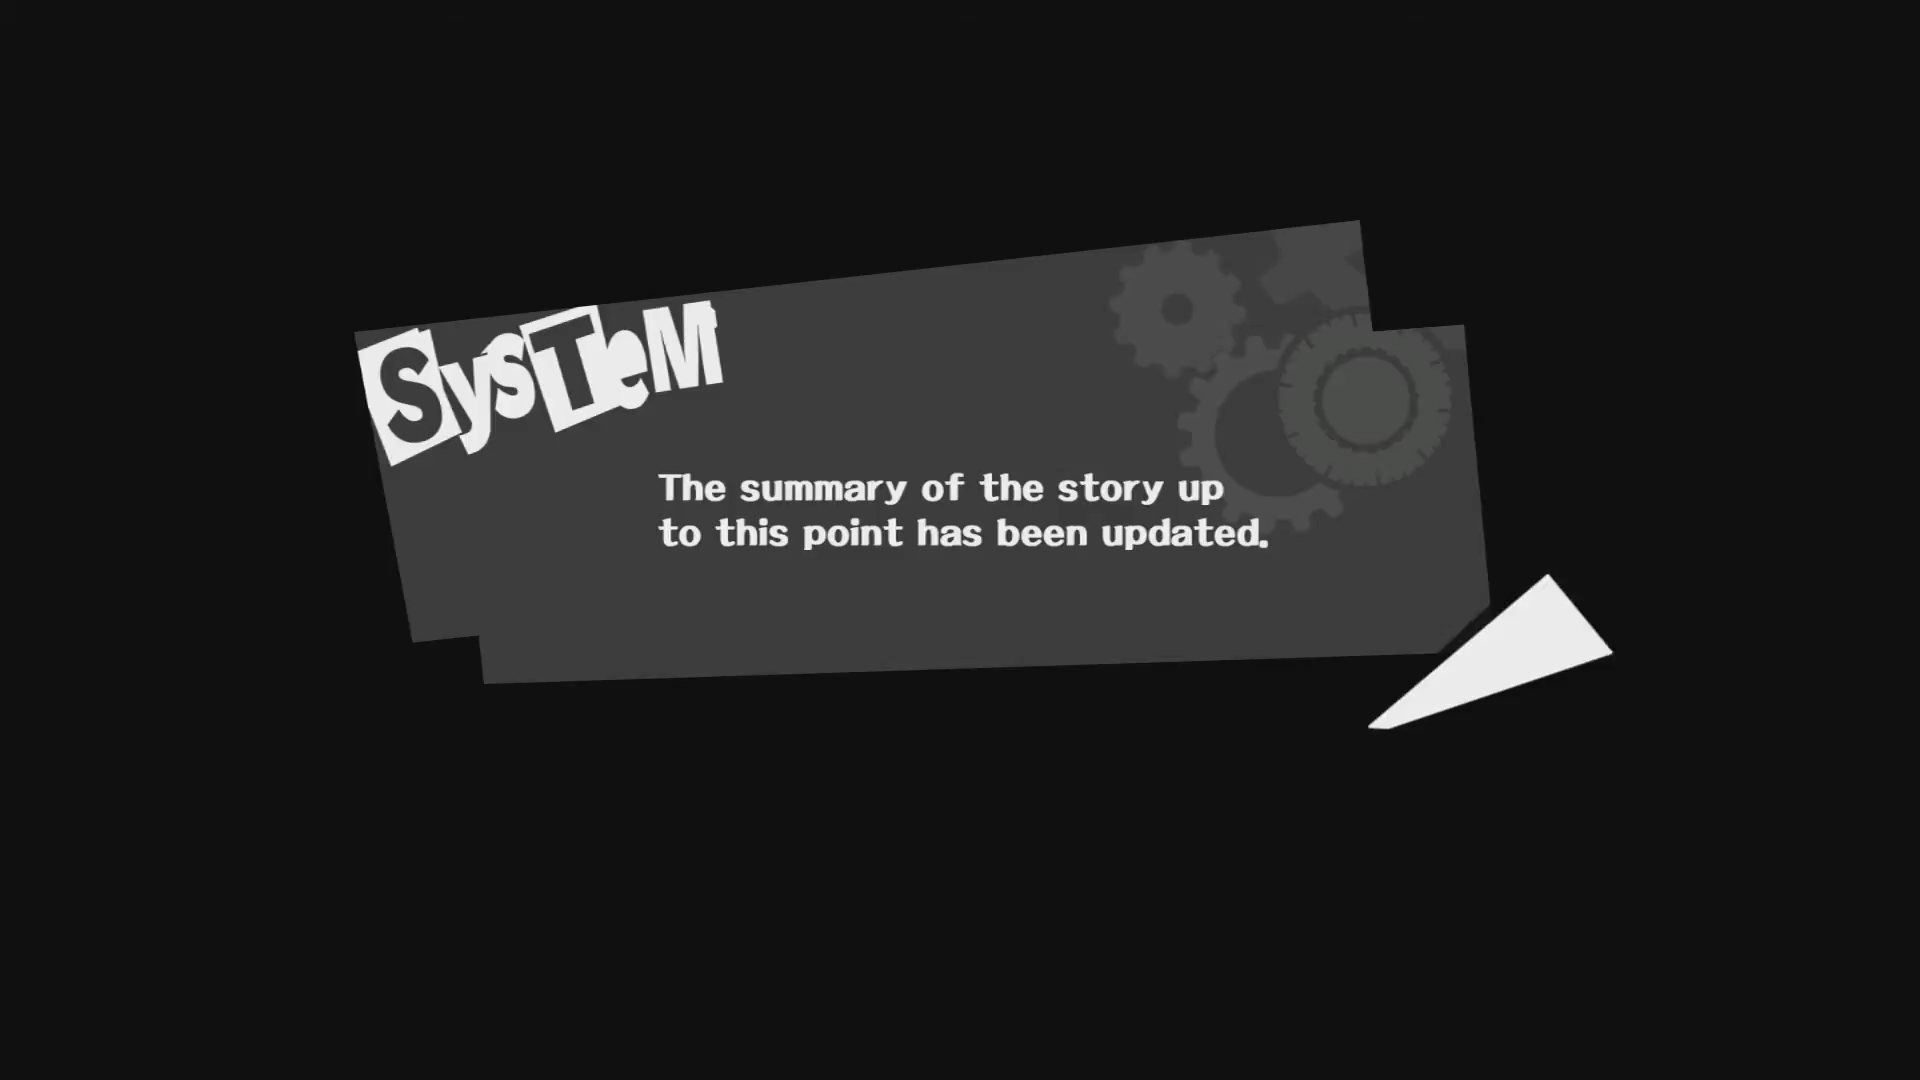 SysTeM
The summary of the story up
to this point has been updated.